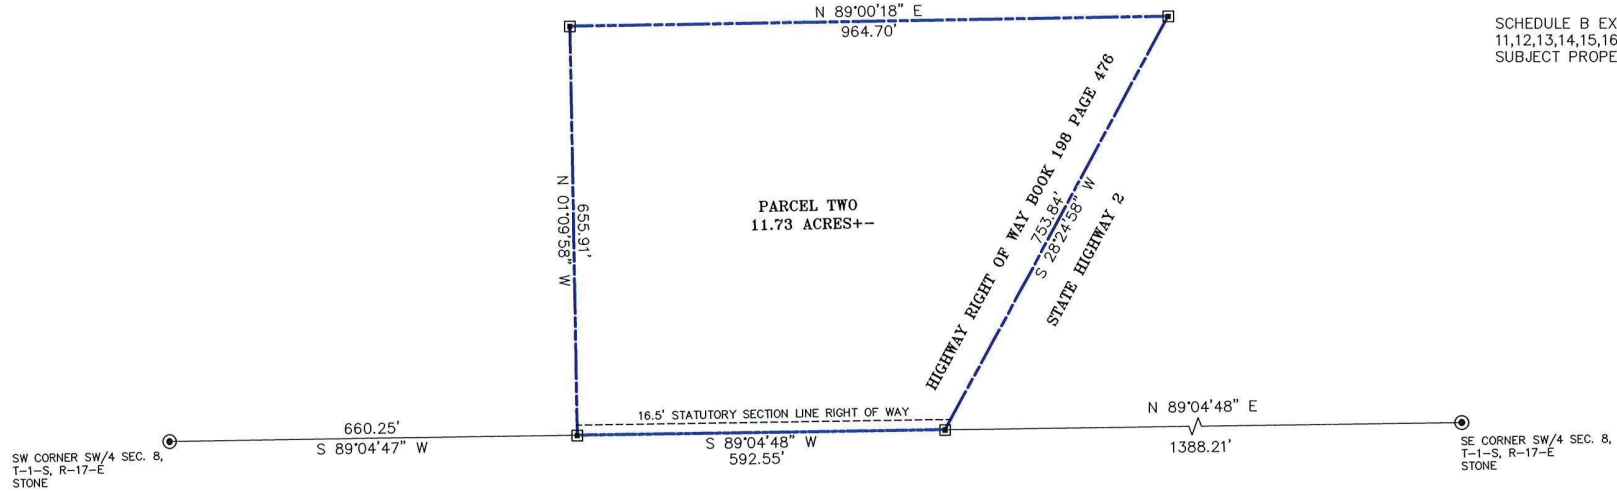 N 89°00'18" E
964.70'
SCHEDULE B EX
11,12,13,14,15,16
SUBJECT PROPE
N 01°09'58" W
655.91'
PARCEL TWO
11.73 ACRES+-
HIGHWAY RIGHT OF WAY BOOK 198 PAGE 476
753.84'
S 28°24'58" W
STATE HIGHWAY 2
16.5' STATUTORY SECTION LINE RIGHT OF WAY
660.25'
S 89°04'47" W
S 89°04'48" W
592.55'
N 89°04'48" E
1388.21'
SW CORNER SW/4 SEC. 8,
T-1-S, R-17-E
STONE
SE CORNER SW/4 SEC. 8,
T-1-S, R-17-E
STONE